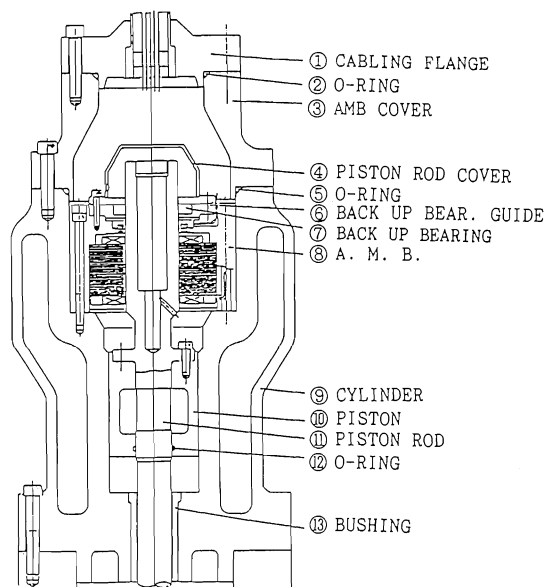 ① CABLING FLANGE
② O-RING
③ AMB COVER
④ PISTON ROD COVER
⑤ O-RING
⑥ BACK UP BEAR. GUIDE
⑦ BACK UP BEARING
⑧ A. M. B.
⑨ CYLINDER
⑩ PISTON
⑪ PISTON ROD
⑫ O-RING
⑬ BUSHING